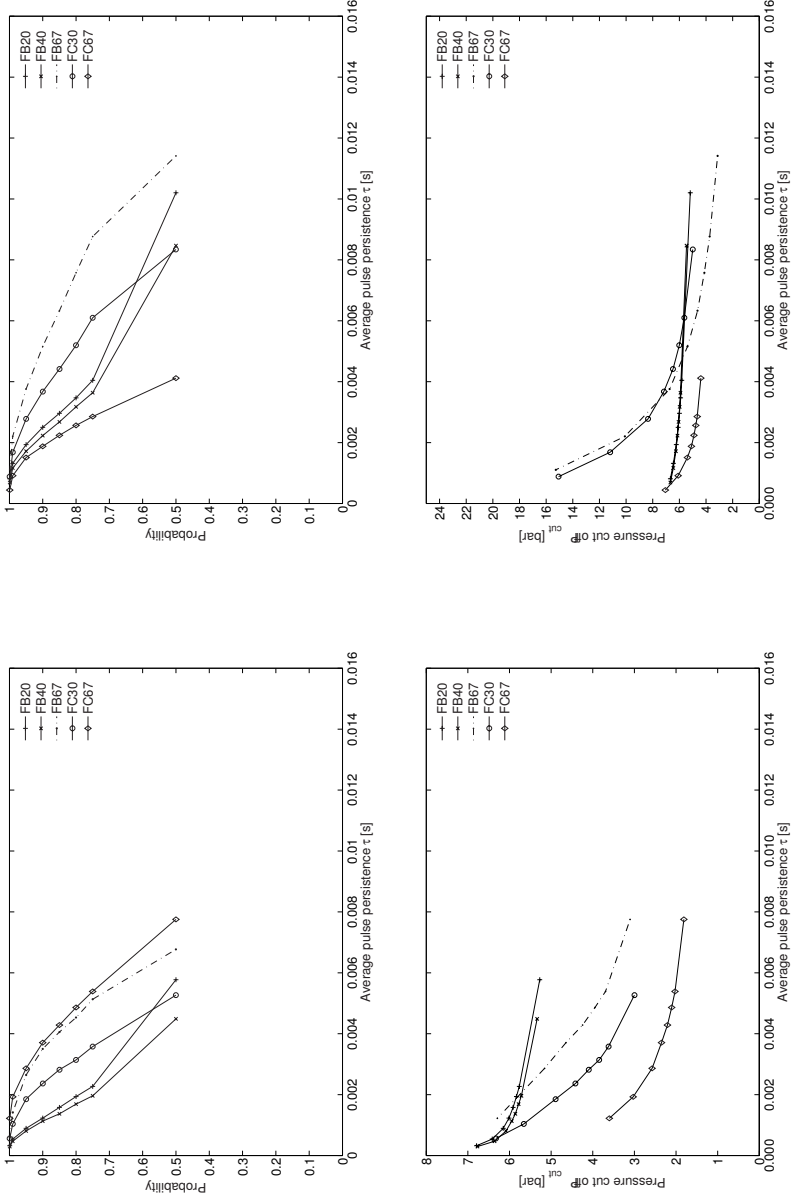 1
0.9
0.8
0.7
0.6
0.5
0.4
0.3
0.2
0.1
0
Probability
0.000
0.002
0.004
0.006
0.008
0.010
0.012
0.014
0.016
Average pulse persistence τ [s]
FB20
FB40
FB67
FC30
FC67
1
0.9
0.8
0.7
0.6
0.5
0.4
0.3
0.2
0.1
0
Probability
0.000
0.002
0.004
0.006
0.008
0.01
0.012
0.014
0.016
Average pulse persistence τ [s]
FB20
FB40
FB67
FC30
FC67
8
7
6
5
4
3
2
1
0
Pressure cut off Pcut [bar]
0.000
0.002
0.004
0.006
0.008
0.010
0.012
0.014
0.016
Average pulse persistence τ [s]
FB20
FB40
FB67
FC30
FC67
24
22
20
18
16
14
12
10
8
6
4
2
0
Pressure cut off Pcut [bar]
0.000
0.002
0.004
0.006
0.008
0.010
0.012
0.014
0.016
Average pulse persistence τ [s]
FB20
FB40
FB67
FC30
FC67